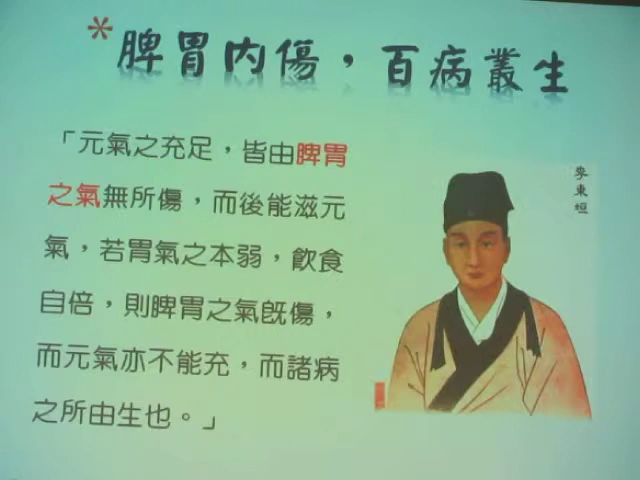 *脾胃內傷，百病叢生
「元氣之充足，皆由脾胃
之氣無所傷，而後能滋元
氣，若胃氣之本弱，飲食
自倍，則脾胃之氣既傷，
而元氣亦不能充，而諸病
之所由生也。」
李東垣